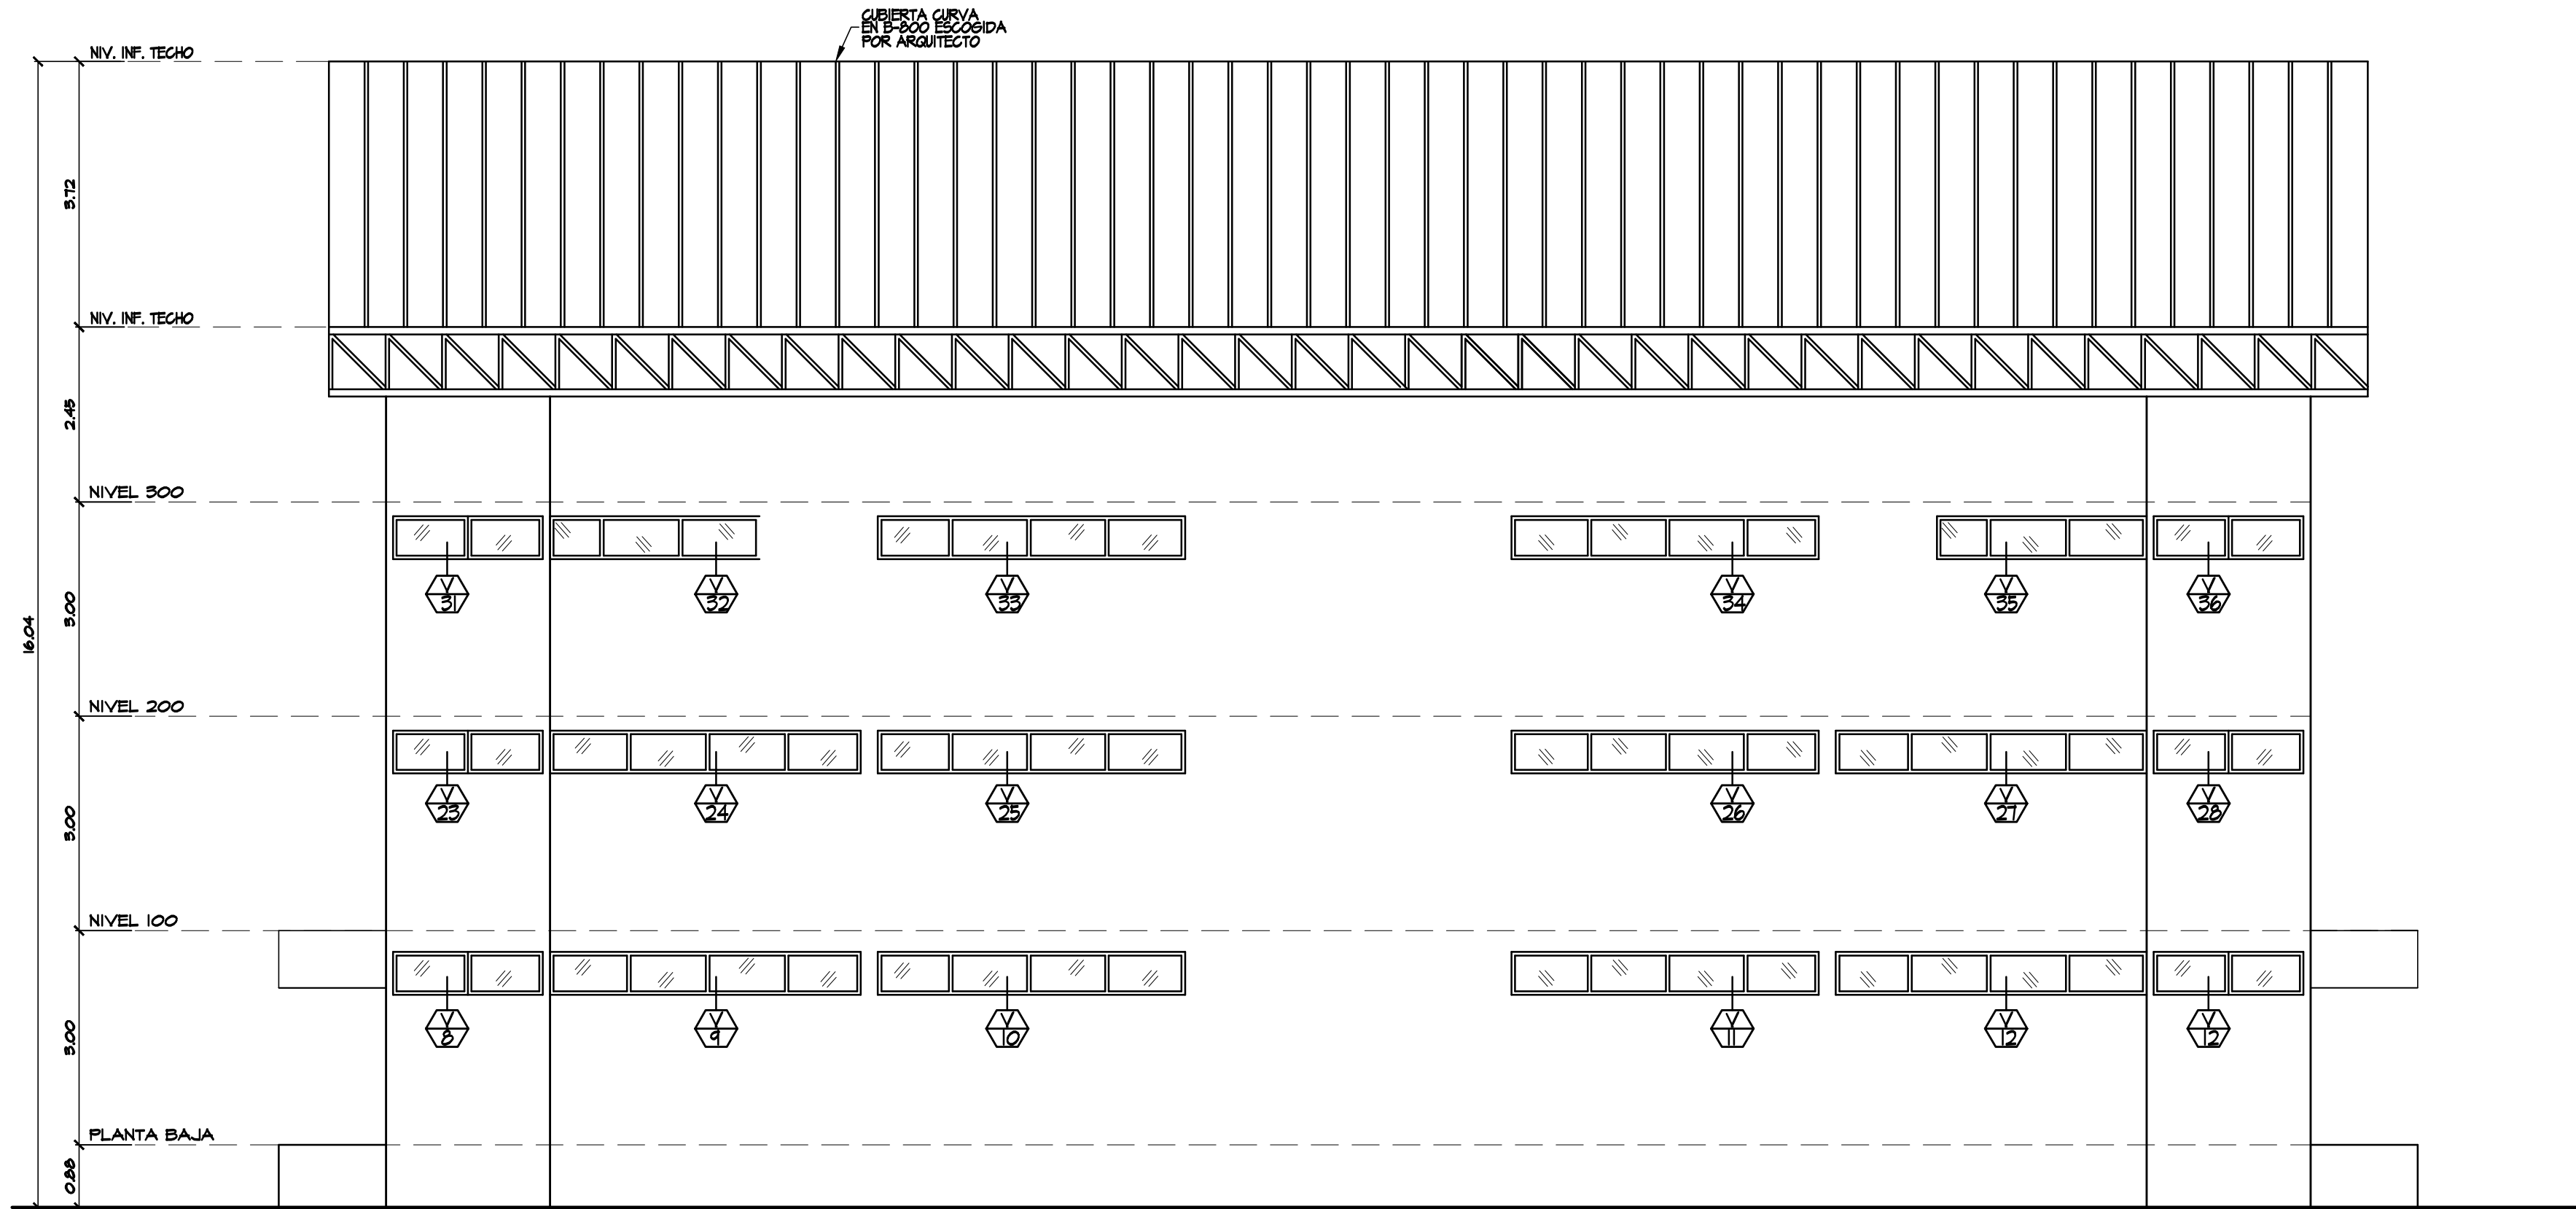 CUBIERTA CURVA
EN B-800 ESCOGIDA
POR ARQUITECTO
NIV. INF. TECHO
3.72
NIV. INF. TECHO
2.45
NIVEL 300
V 31
V 32
V 33
V 34
V 35
V 36
3.00
16.04
NIVEL 200
V 23
V 24
V 25
V 26
V 27
V 28
3.00
NIVEL 100
V 8
V 9
V 10
V 11
V 12
V 12
3.00
PLANTA BAJA
0.88